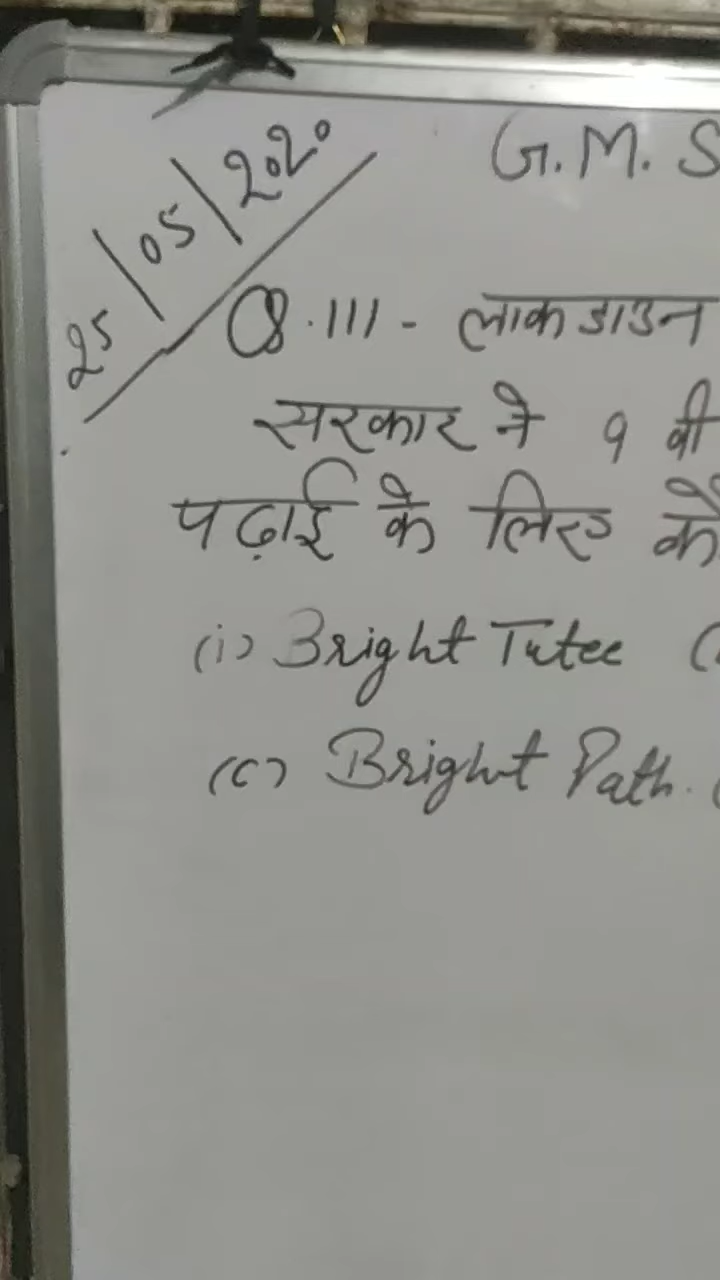 25/05/2020
G.M.S
Q.111- लाकडाउन
सरकार ने 9 वी
पढ़ाई के लिए
(i) Bright Tutee (
(c) Bright Path. (